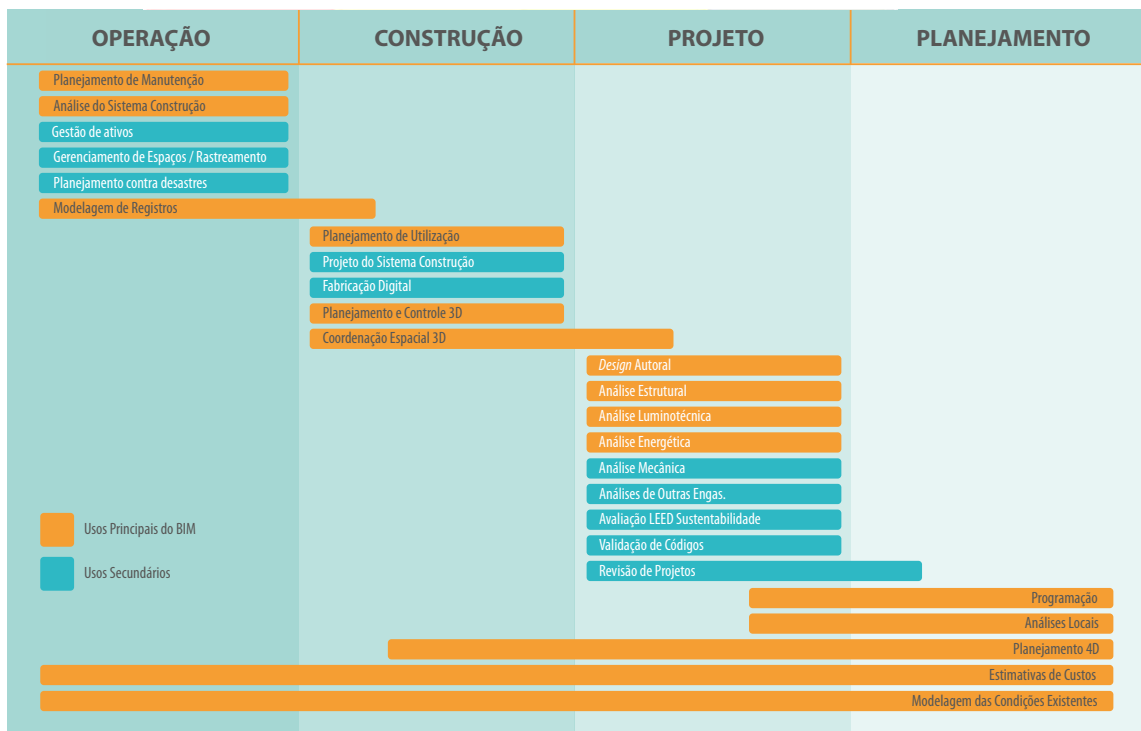 OPERAÇÃO
CONSTRUÇÃO
PROJETO
PLANEJAMENTO
Planejamento de Manutenção
Análise do Sistema Construção
Gestão de ativos
Gerenciamento de Espaços / Rastreamento
Planejamento contra desastres
Modelagem de Registros
Planejamento de Utilização
Projeto do Sistema Construção
Fabricação Digital
Planejamento e Controle 3D
Coordenação Espacial 3D
Design Autoral
Análise Estrutural
Análise Luminotécnica
Análise Energética
Análise Mecânica
Análises de Outras Engas.
Avaliação LEED Sustentabilidade
Validação de Códigos
Revisão de Projetos
Usos Principais do BIM
Usos Secundários
Programação
Análises Locais
Planejamento 4D
Estimativas de Custos
Modelagem das Condições Existentes